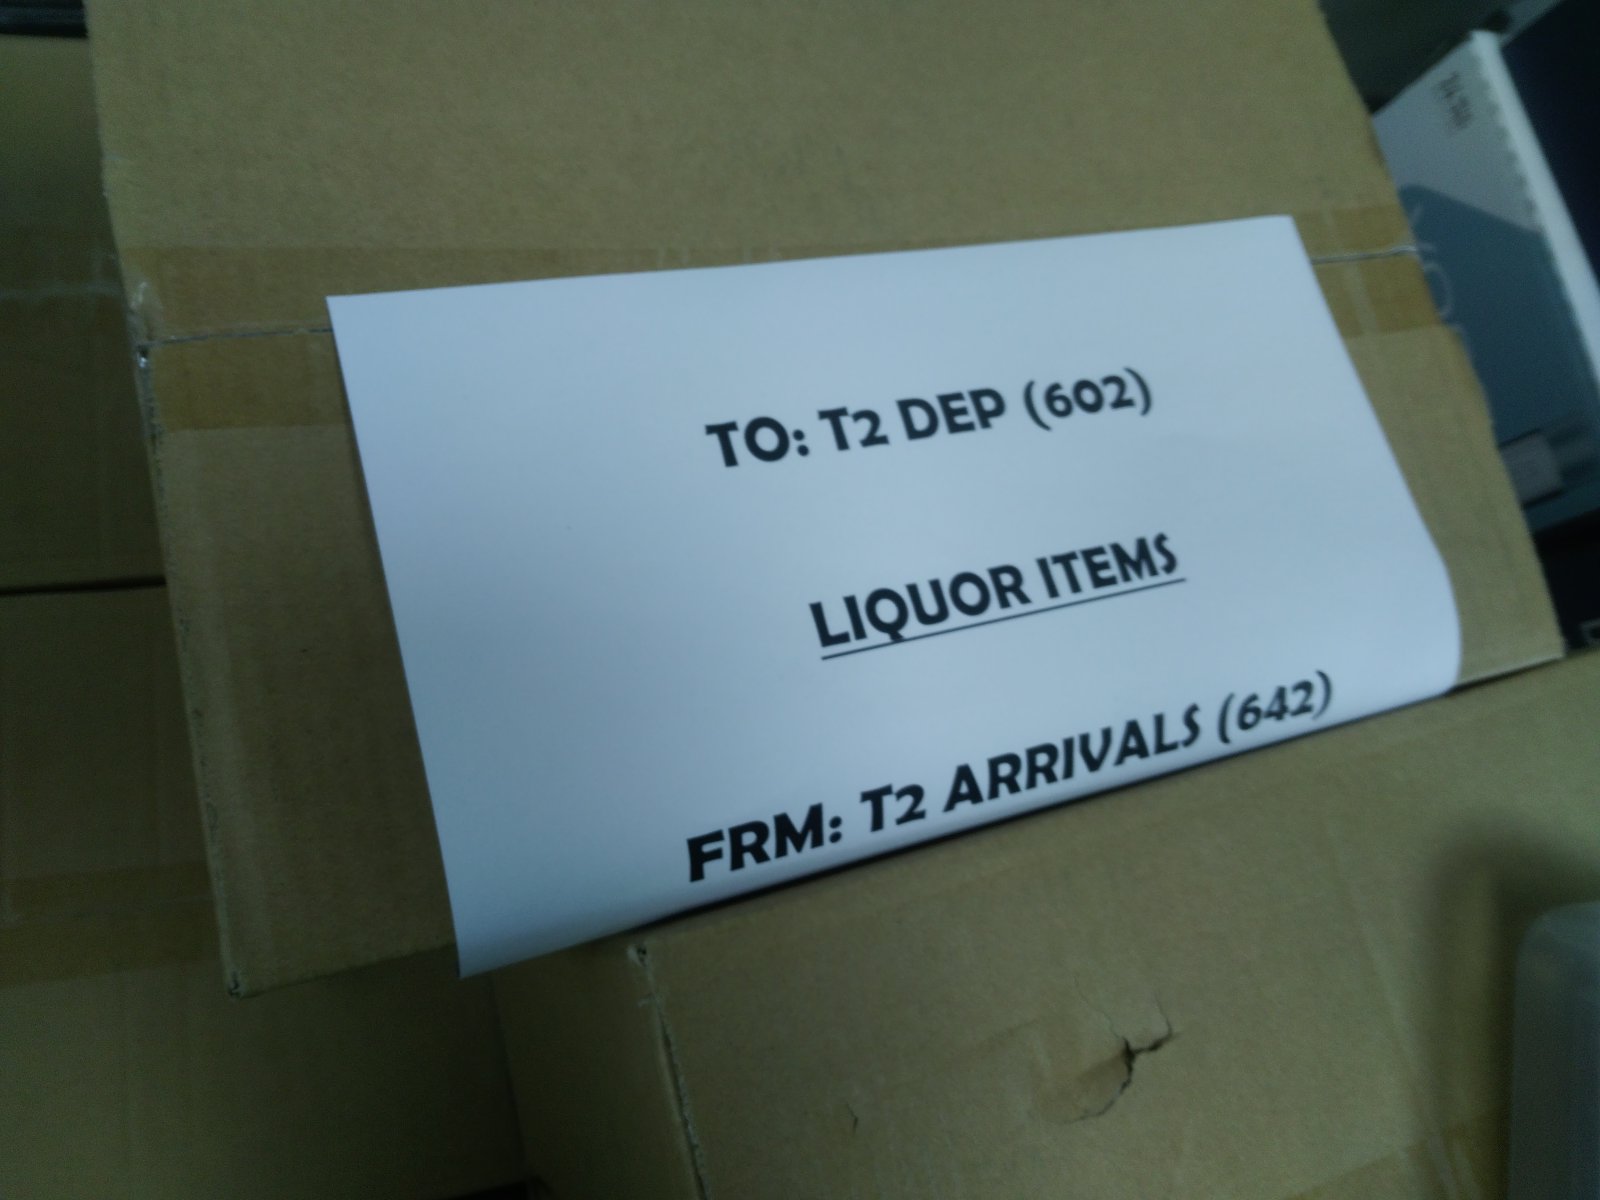 TO: T2 DEP (602)
LIQUOR ITEMS
FRM: T2 ARRIVALS (642)